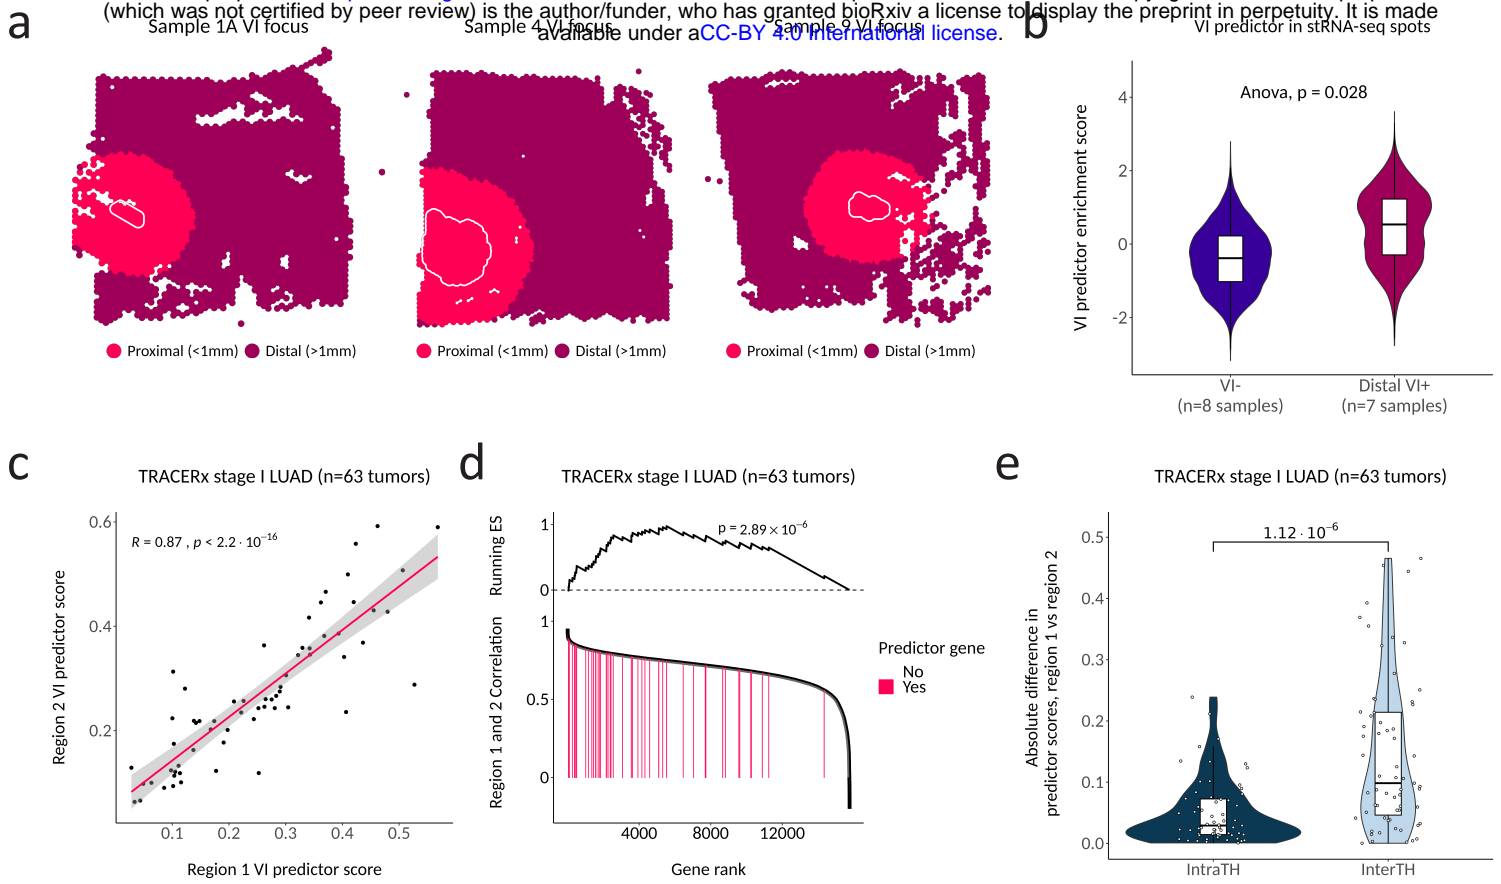 (which was not certified by peer review) is the author/funder, who has granted bioRxiv a license to display the preprint in perpetuity. It is made
available under aCC-BY 4.0 International license.
a
Sample 1A VI focus
Sample 4 VI focus
Sample 9 VI focus
Proximal (<1mm) Distal (>1mm)
Proximal (<1mm) Distal (>1mm)
Proximal (<1mm) Distal (>1mm)
b
VI predictor in stRNA-seq spots
Anova, p = 0.028
VI predictor enrichment score
4
2
0
-2
VI-
(n=8 samples)
Distal VI+
(n=7 samples)
c
TRACERx stage I LUAD (n=63 tumors)
R = 0.87 , p < 2.2 · 10−16
Region 2 VI predictor score
0.6
0.4
0.2
0.1 0.2 0.3 0.4 0.5
Region 1 VI predictor score
d
TRACERx stage I LUAD (n=63 tumors)
Running ES
1
0
p = 2.89 × 10−6
Region 1 and 2 Correlation
1
0.5
0
4000 8000 12000
Gene rank
Predictor gene
No
Yes
e
TRACERx stage I LUAD (n=63 tumors)
1.12 · 10−6
Absolute difference in
predictor scores, region 1 vs region 2
0.5
0.4
0.3
0.2
0.1
0.0
IntraTH
InterTH